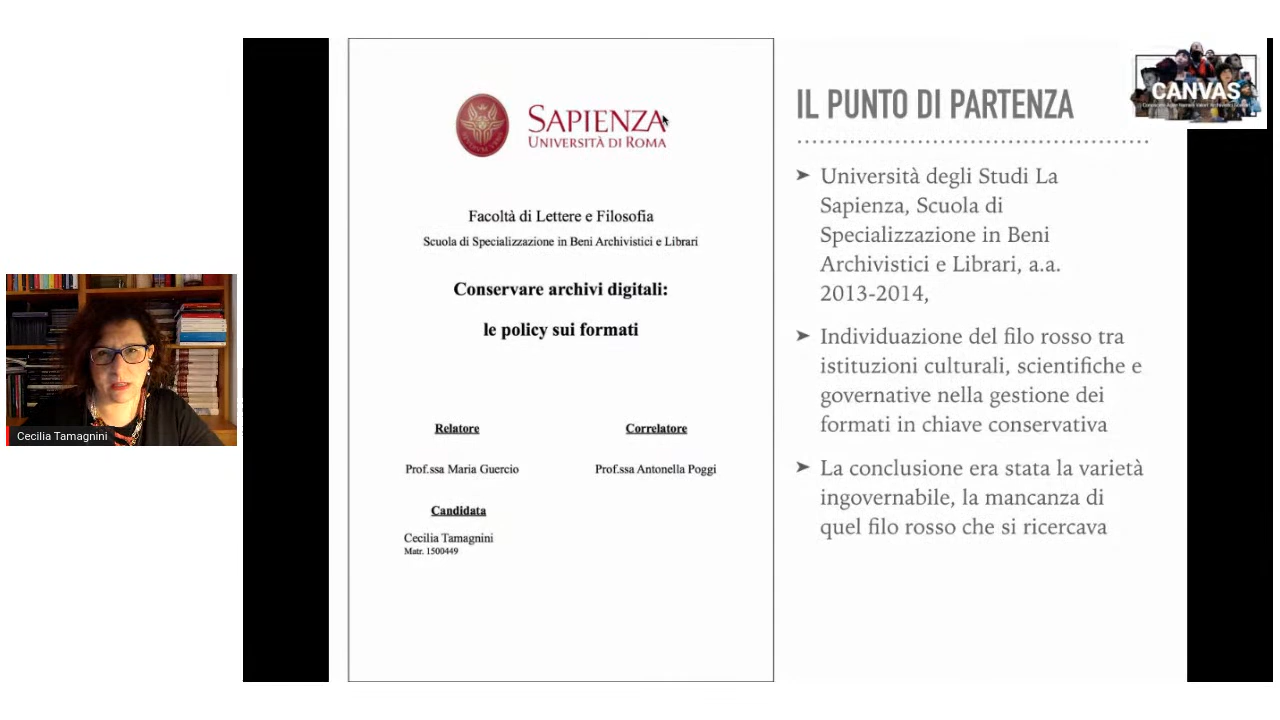 Cecilia Tamagnini
SAPIENZA
UNIVERSITÀ DI ROMA
Facoltà di Lettere e Filosofia
Scuola di Specializzazione in Beni Archivistici e Librari
Conservare archivi digitali:
le policy sui formati
Relatore
Correlatore
Prof.ssa Maria Guercio
Prof.ssa Antonella Poggi
Candidata
Cecilia Tamagnini
Matr. 1500449
IL PUNTO DI PARTENZA
CANVAS
➤ Università degli Studi La
Sapienza, Scuola di
Specializzazione in Beni
Archivistici e Librari, a.a.
2013-2014,
➤ Individuazione del filo rosso tra
istituzioni culturali, scientifiche e
governative nella gestione dei
formati in chiave conservativa
➤ La conclusione era stata la varietà
ingovernabile, la mancanza di
quel filo rosso che si ricercava